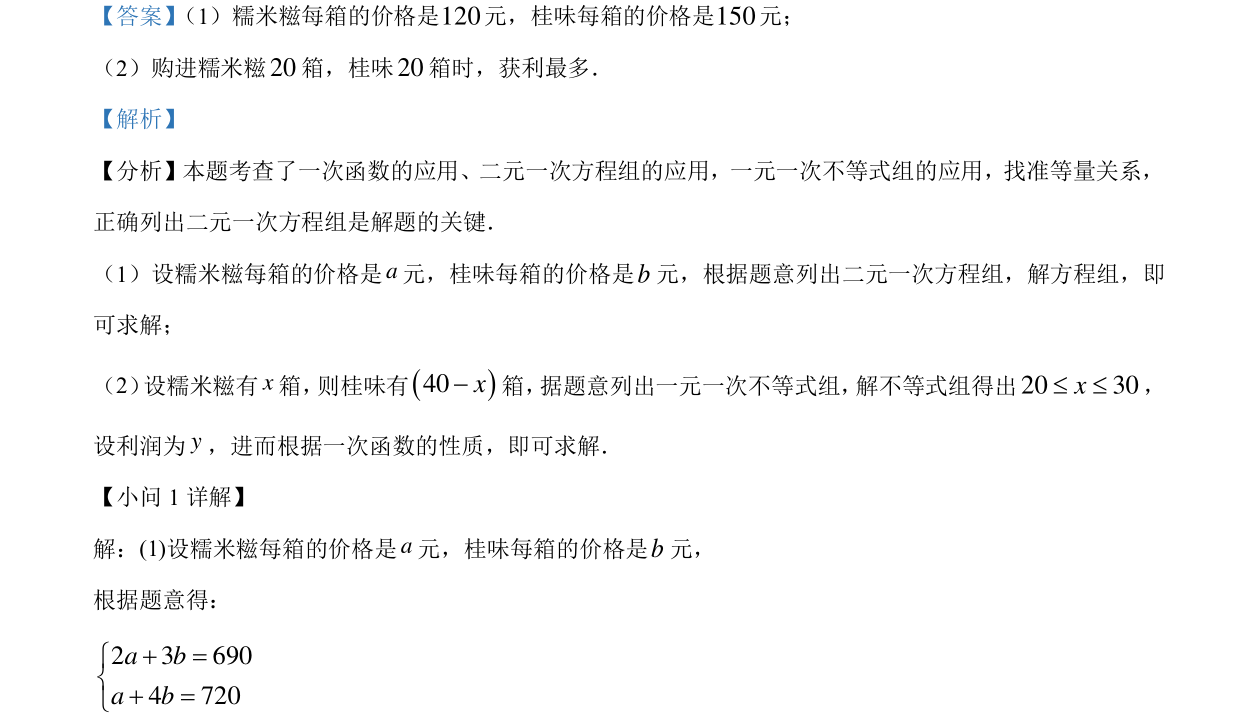 【答案】（1）糯米糍每箱的价格是120元，桂味每箱的价格是150元；
（2）购进糯米糍20箱，桂味20箱时，获利最多．
【解析】
【分析】本题考查了一次函数的应用、二元一次方程组的应用，一元一次不等式组的应用，找准等量关系，
正确列出二元一次方程组是解题的关键．
（1）设糯米糍每箱的价格是a元，桂味每箱的价格是b元，根据题意列出二元一次方程组，解方程组，即
可求解；
（2）设糯米糍有x箱，则桂味有(40−x)箱，据题意列出一元一次不等式组，解不等式组得出20≤x≤30，
设利润为y，进而根据一次函数的性质，即可求解．
【小问1详解】
解：(1)设糯米糍每箱的价格是a元，桂味每箱的价格是b元，
根据题意得：
{2a+3b=690
a+4b=720